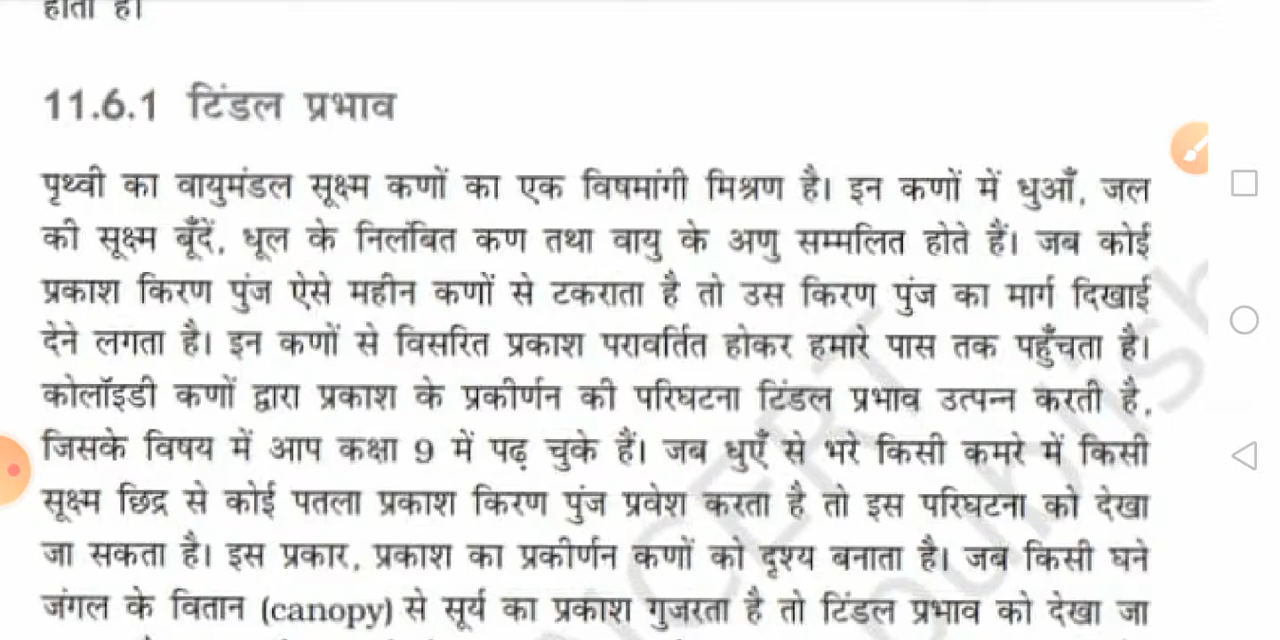 होता है।
11.6.1 टिंडल प्रभाव
पृथ्वी का वायुमंडल सूक्ष्म कणों का एक विषमांगी मिश्रण है। इन कणों में धुआँ, जल
की सूक्ष्म बूँदें, धूल के निलंबित कण तथा वायु के अणु सम्मलित होते हैं। जब कोई
प्रकाश किरण पुंज ऐसे महीन कणों से टकराता है तो उस किरण पुंज का मार्ग दिखाई
देने लगता है। इन कणों से विसरित प्रकाश परावर्तित होकर हमारे पास तक पहुँचता है।
कोलॉइडी कणों द्वारा प्रकाश के प्रकीर्णन की परिघटना टिंडल प्रभाव उत्पन्न करती है,
जिसके विषय में आप कक्षा 9 में पढ़ चुके हैं। जब धुएँ से भरे किसी कमरे में किसी
सूक्ष्म छिद्र से कोई पतला प्रकाश किरण पुंज प्रवेश करता है तो इस परिघटना को देखा
जा सकता है। इस प्रकार, प्रकाश का प्रकीर्णन कणों को दृश्य बनाता है। जब किसी घने
जंगल के वितान (canopy) से सूर्य का प्रकाश गुजरता है तो टिंडल प्रभाव को देखा जा